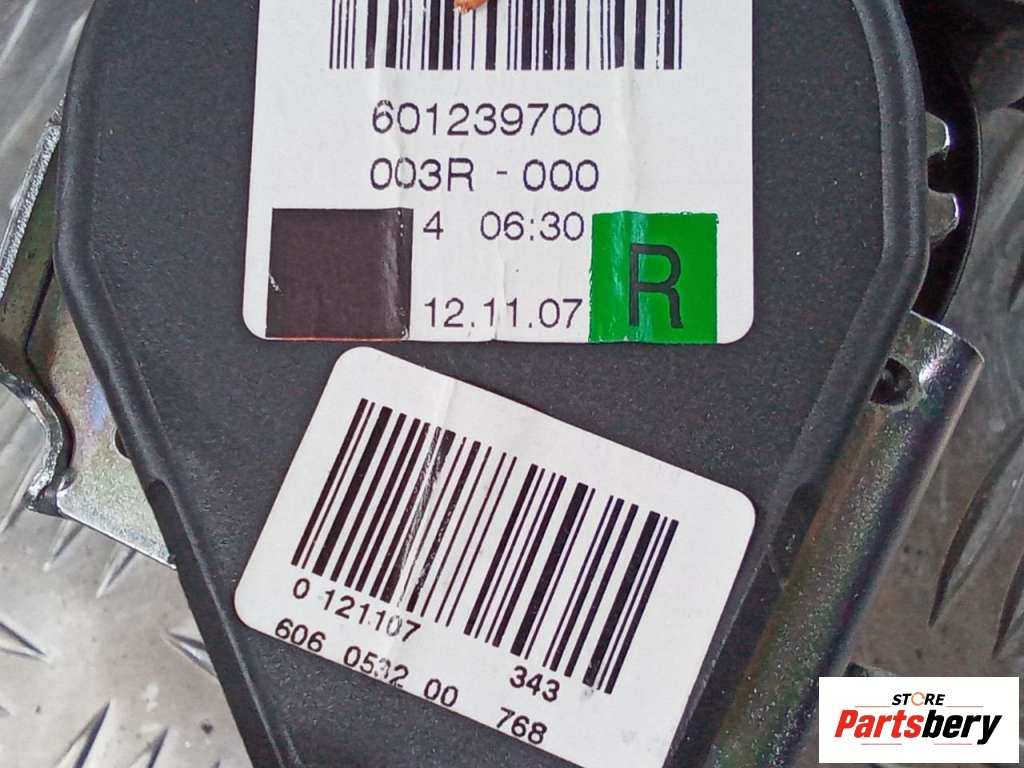 601239700
003R - 000
4 06:30
12.11.07
R
0 121107 343
606 0532 00 768
STORE
Partsbery